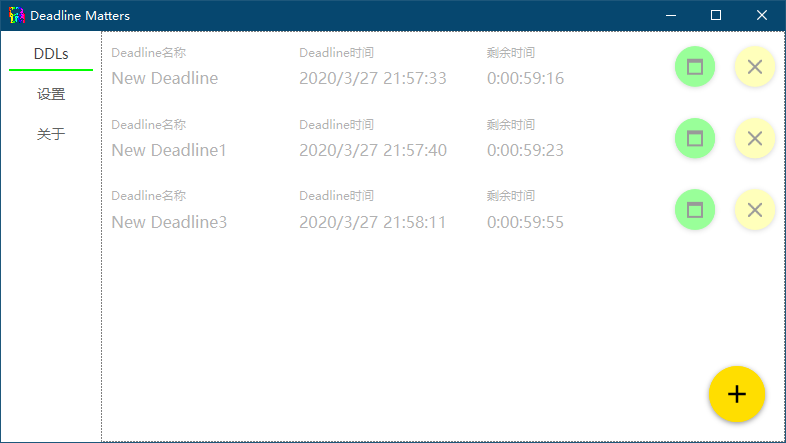 Deadline Matters
DDLs
设置
关于
Deadline名称 Deadline时间 剩余时间
New Deadline 2020/3/27 21:57:33 0:00:59:16
Deadline名称 Deadline时间 剩余时间
New Deadline1 2020/3/27 21:57:40 0:00:59:23
Deadline名称 Deadline时间 剩余时间
New Deadline3 2020/3/27 21:58:11 0:00:59:55